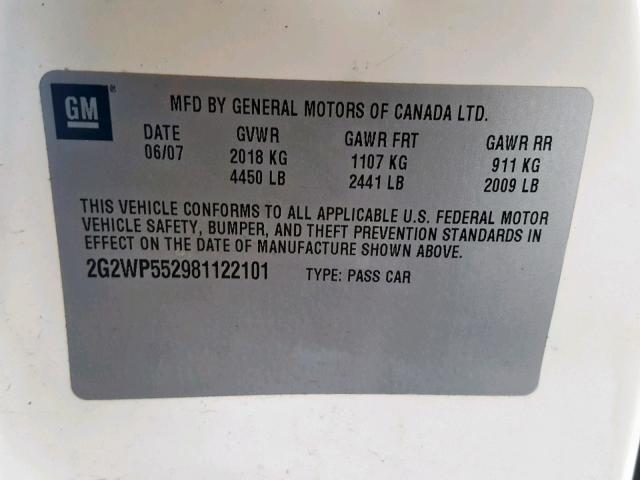 GM ®
MFD BY GENERAL MOTORS OF CANADA LTD.
DATE GVWR GAWR FRT GAWR RR
06/07 2018 KG 1107 KG 911 KG
4450 LB 2441 LB 2009 LB
THIS VEHICLE CONFORMS TO ALL APPLICABLE U.S. FEDERAL MOTOR
VEHICLE SAFETY, BUMPER, AND THEFT PREVENTION STANDARDS IN
EFFECT ON THE DATE OF MANUFACTURE SHOWN ABOVE.
2G2WP552981122101 TYPE: PASS CAR